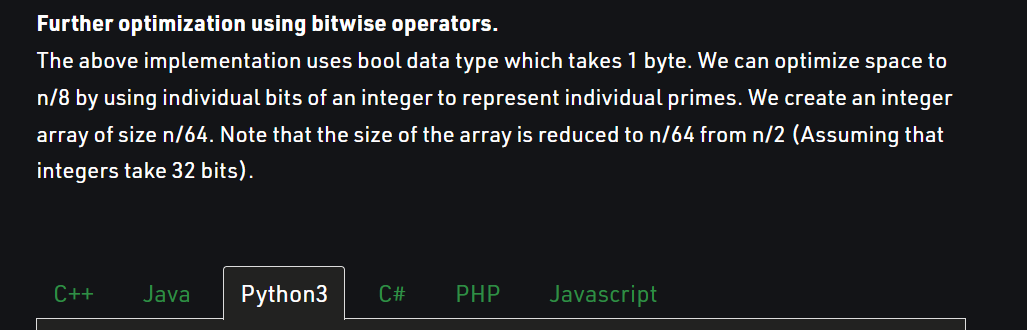 Further optimization using bitwise operators.
The above implementation uses bool data type which takes 1 byte. We can optimize space to
n/8 by using individual bits of an integer to represent individual primes. We create an integer
array of size n/64. Note that the size of the array is reduced to n/64 from n/2 (Assuming that
integers take 32 bits).
C++ Java Python3 C# PHP Javascript